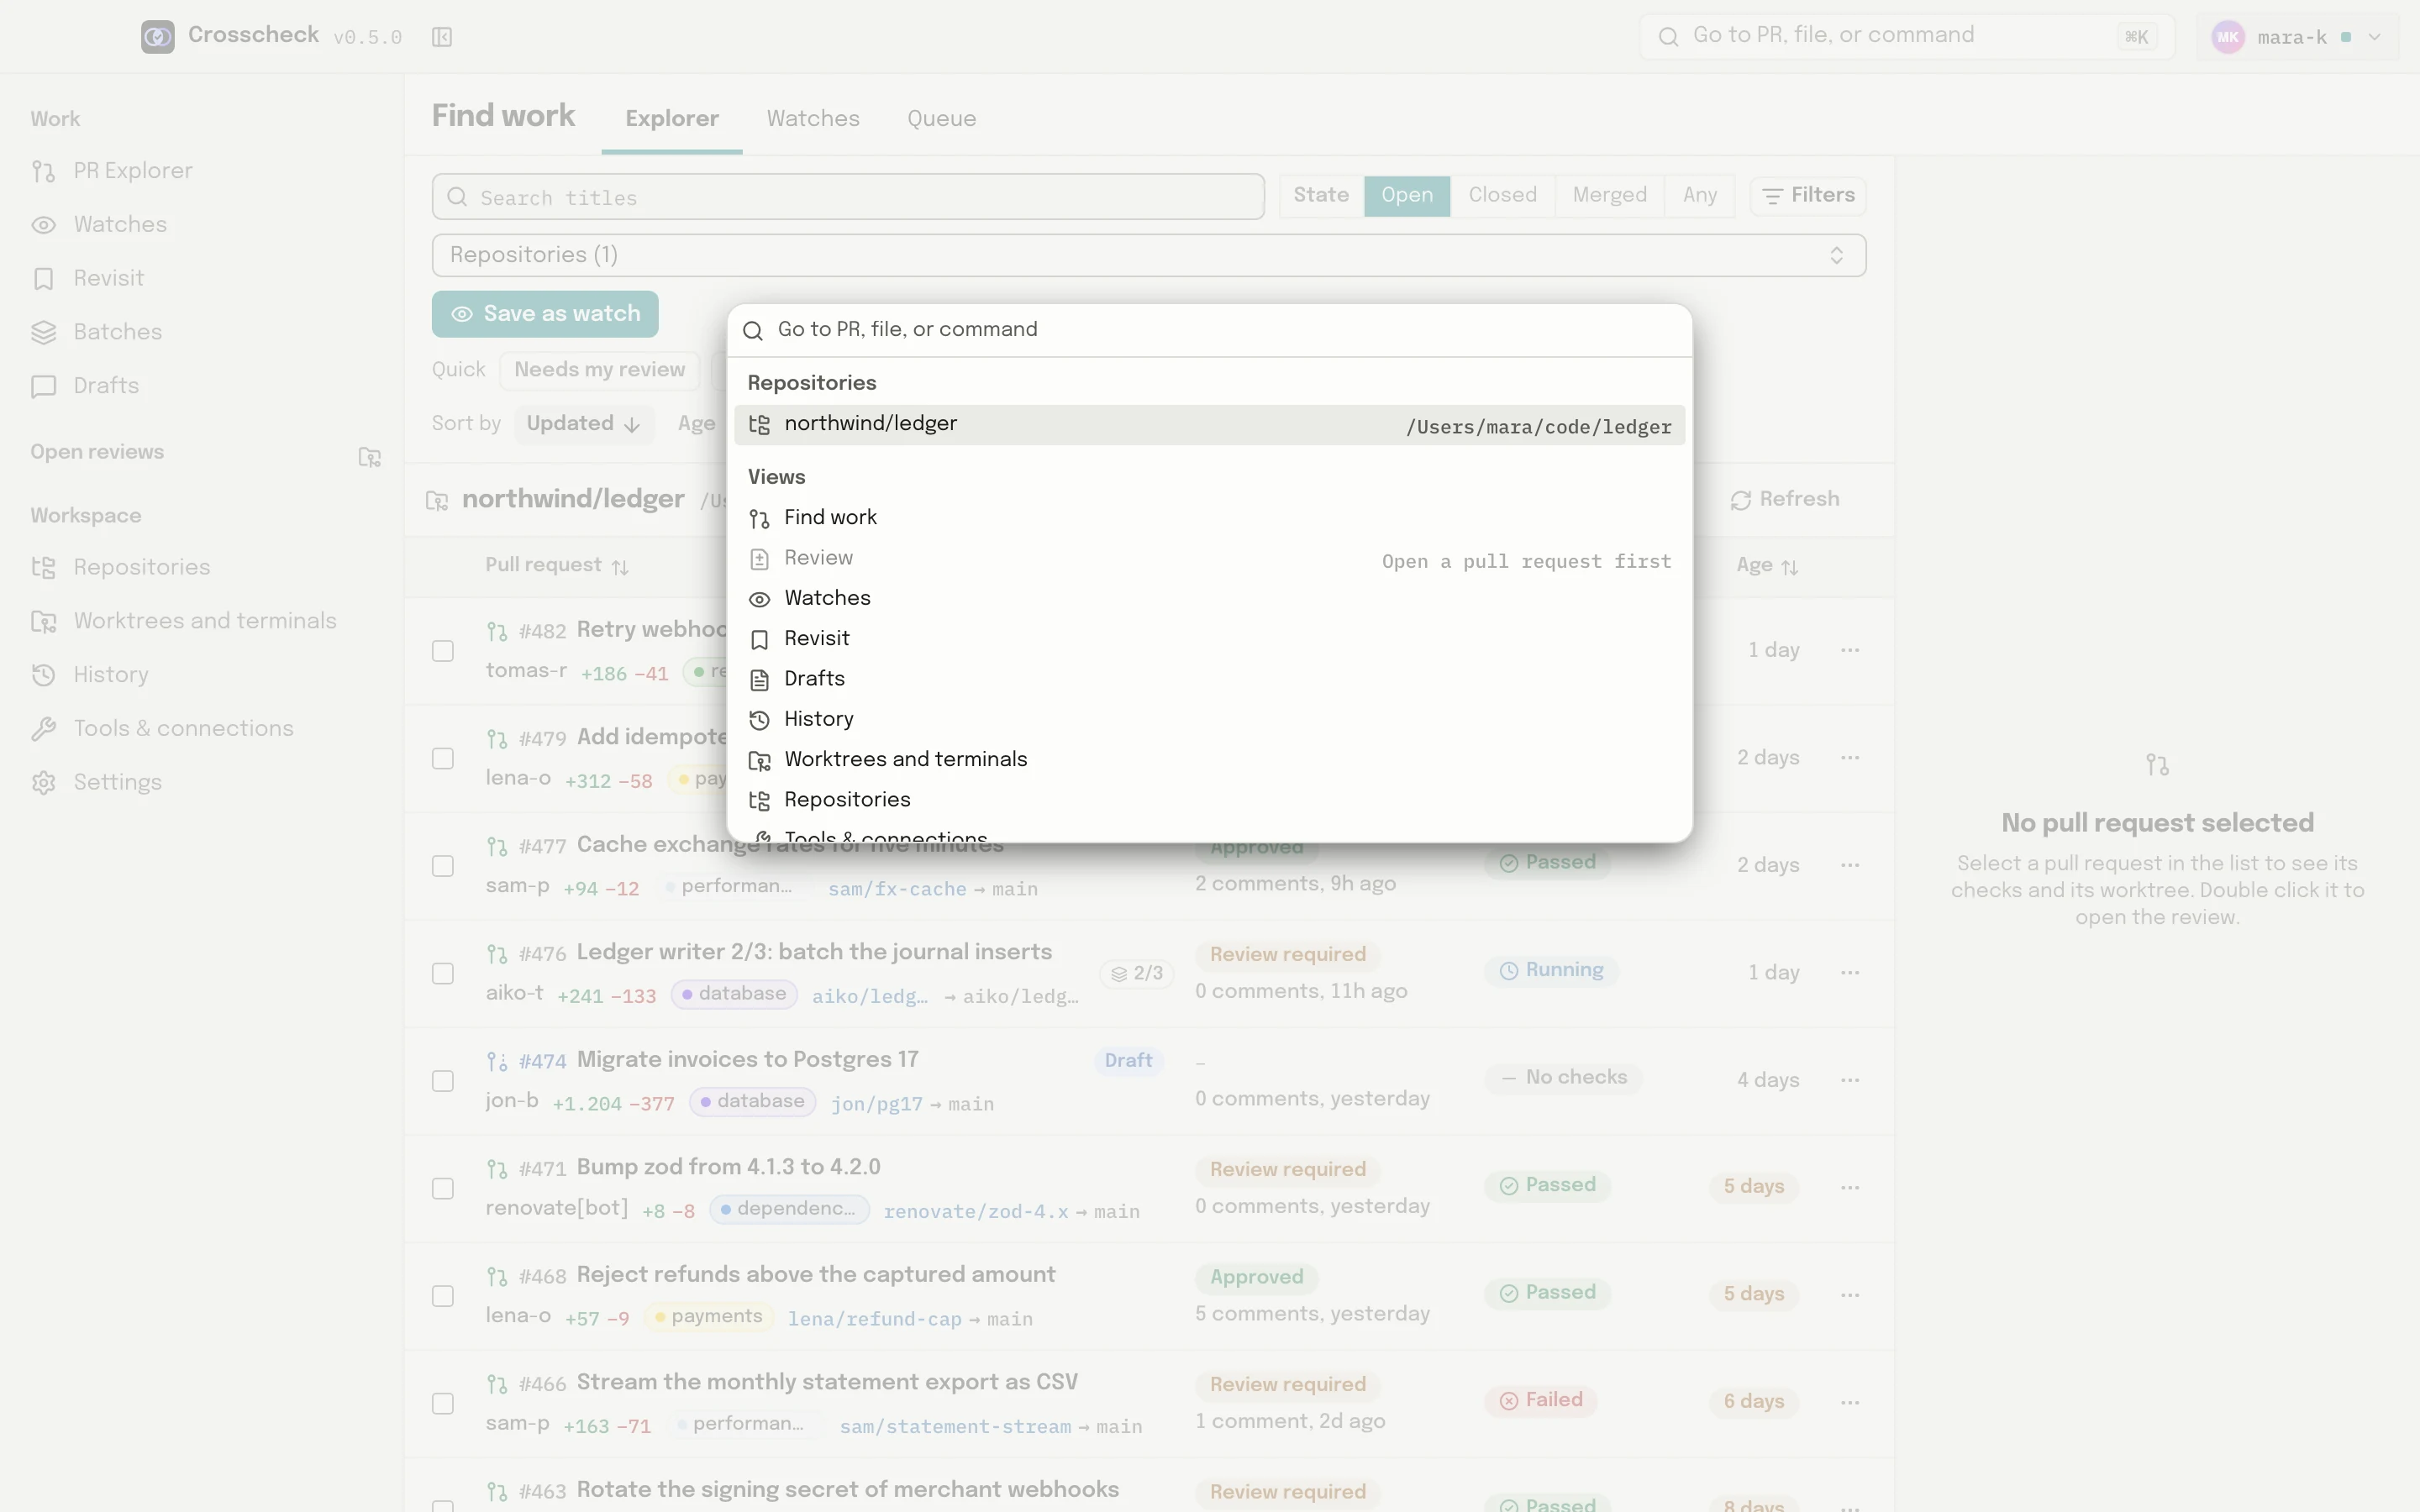 Crosscheck v0.5.0
Go to PR, file, or command ⌘K
MK mara-k
Work
PR Explorer
Watches
Revisit
Batches
Drafts
Open reviews
Workspace
Repositories
Worktrees and terminals
History
Tools & connections
Settings
Find work Explorer Watches Queue
Search titles
State Open Closed Merged Any Filters
Repositories (1)
Save as watch
Quick Needs my review
Sort by Updated ↓ Age
northwind/ledger
Refresh
Pull request Age
Go to PR, file, or command
Repositories
northwind/ledger /Users/mara/code/ledger
Views
Find work
Review Open a pull request first
Watches
Revisit
Drafts
History
Worktrees and terminals
Repositories
Tools & connections
#482 Retry 1 day
tomas-r +186 −41
#479 Add 2 days
lena-o +312 −58
#477 Cache exchange rates for five minutes Approved Passed 2 days
sam-p +94 −12 performan… sam/fx-cache → main 2 comments, 9h ago
#476 Ledger writer 2/3: batch the journal inserts 2/3 Review required Running 1 day
aiko-t +241 −133 database aiko/ledg… → aiko/ledg… 0 comments, 11h ago
#474 Migrate invoices to Postgres 17 Draft – No checks 4 days
jon-b +1.204 −377 database jon/pg17 → main 0 comments, yesterday
#471 Bump zod from 4.1.3 to 4.2.0 Review required Passed 5 days
renovate[bot] +8 −8 dependenc… renovate/zod-4.x → main 0 comments, yesterday
#468 Reject refunds above the captured amount Approved Passed 5 days
lena-o +57 −9 payments lena/refund-cap → main 5 comments, yesterday
#466 Stream the monthly statement export as CSV Review required Failed 6 days
sam-p +163 −71 performan… sam/statement-stream → main 1 comment, 2d ago
#463 Rotate the signing secret of merchant webhooks Review required Passed 8 days
No pull request selected
Select a pull request in the list to see its
checks and its worktree. Double click it to
open the review.